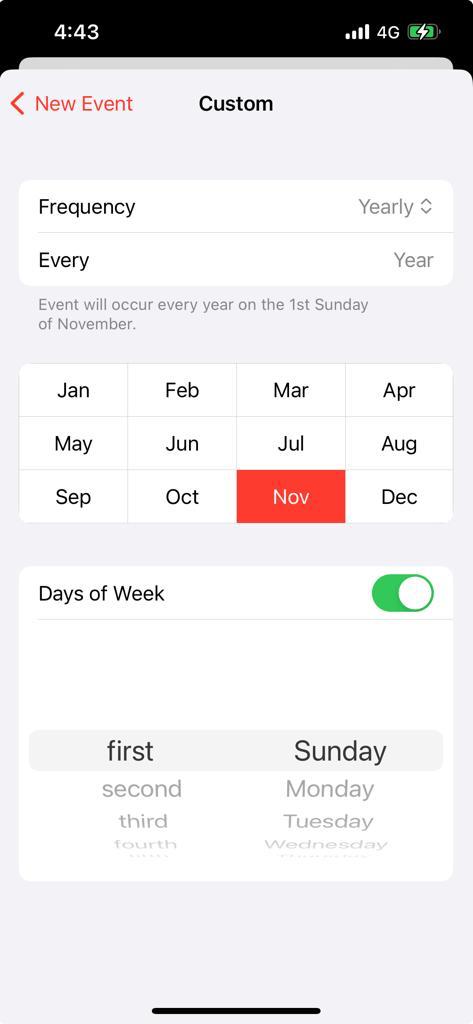 4:43
4G
New Event
Custom
Frequency
Yearly
Every
Year
Event will occur every year on the 1st Sunday
of November.
Jan Feb Mar Apr
May Jun Jul Aug
Sep Oct Nov Dec
Days of Week
first Sunday
second Monday
third Tuesday
fourth Wednesday